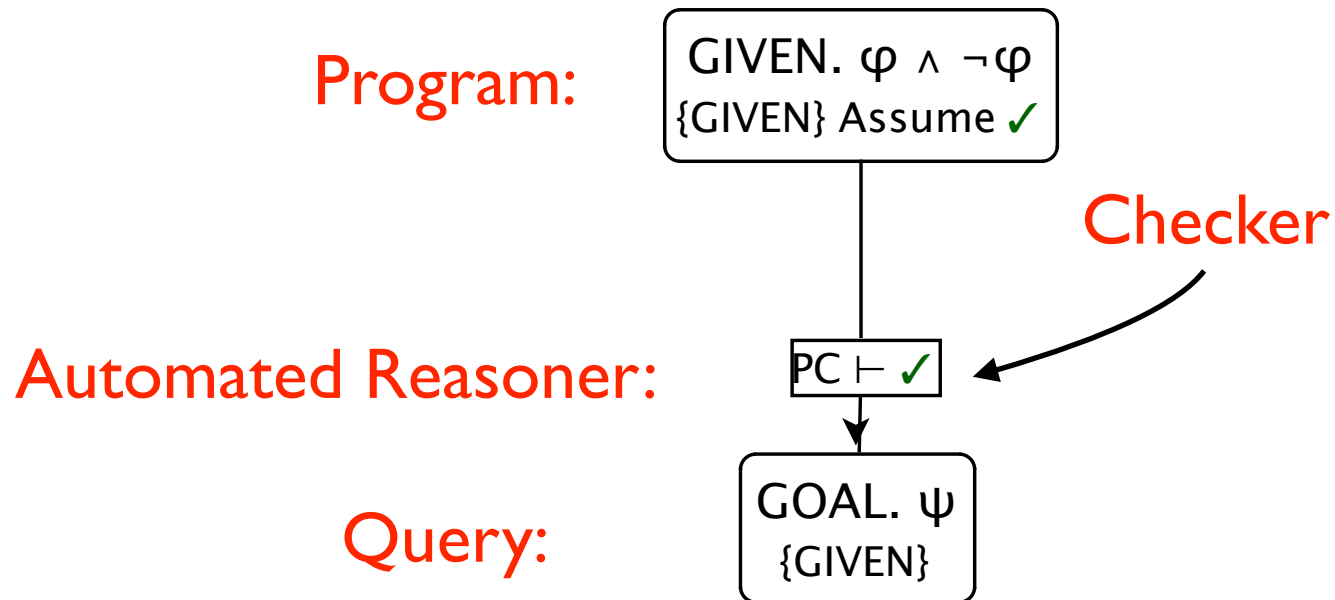 Program:
GIVEN. φ ∧ ¬φ
{GIVEN} Assume ✓
Checker
Automated Reasoner:
PC ⊢ ✓
Query:
GOAL. ψ
{GIVEN}